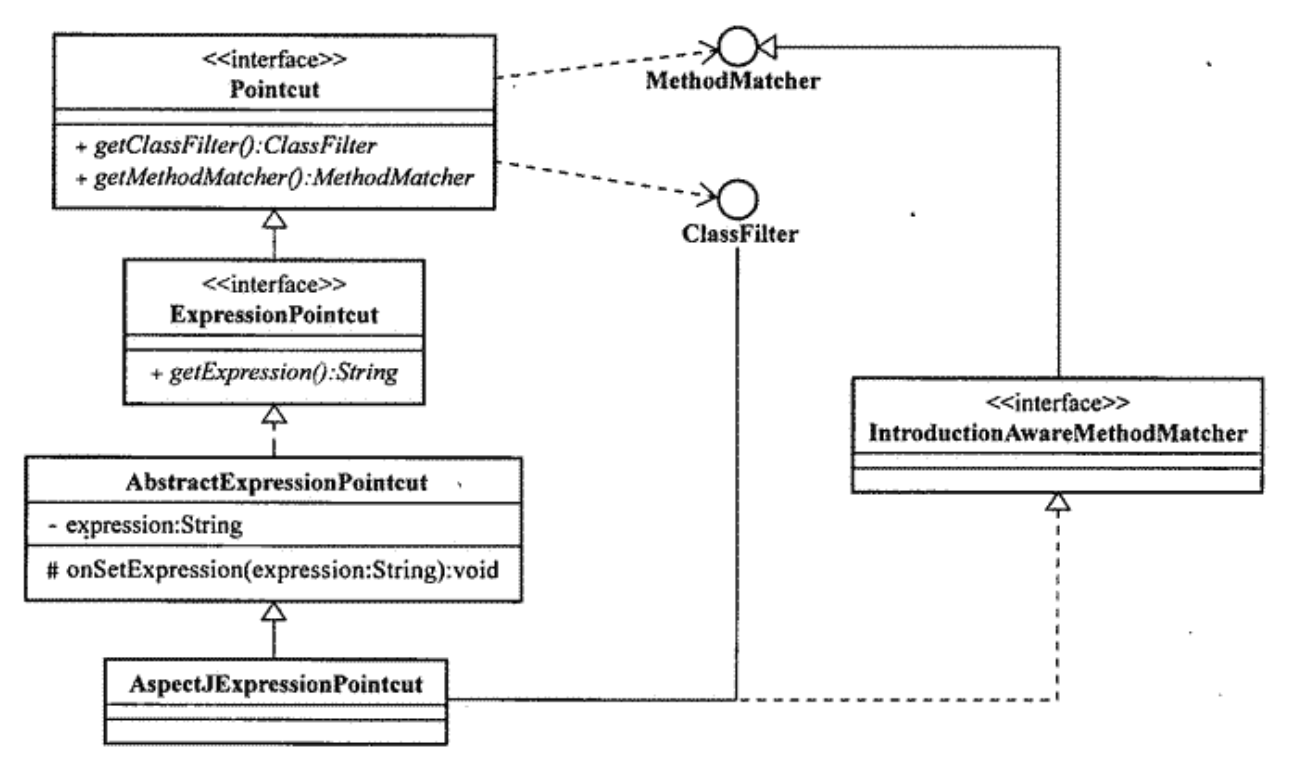 <<interface>>
Pointcut
+ getClassFilter():ClassFilter
+ getMethodMatcher():MethodMatcher
MethodMatcher
ClassFilter
<<interface>>
ExpressionPointcut
+ getExpression():String
<<interface>>
IntroductionAwareMethodMatcher
AbstractExpressionPointcut
- expression:String
# onSetExpression(expression:String):void
AspectJExpressionPointcut